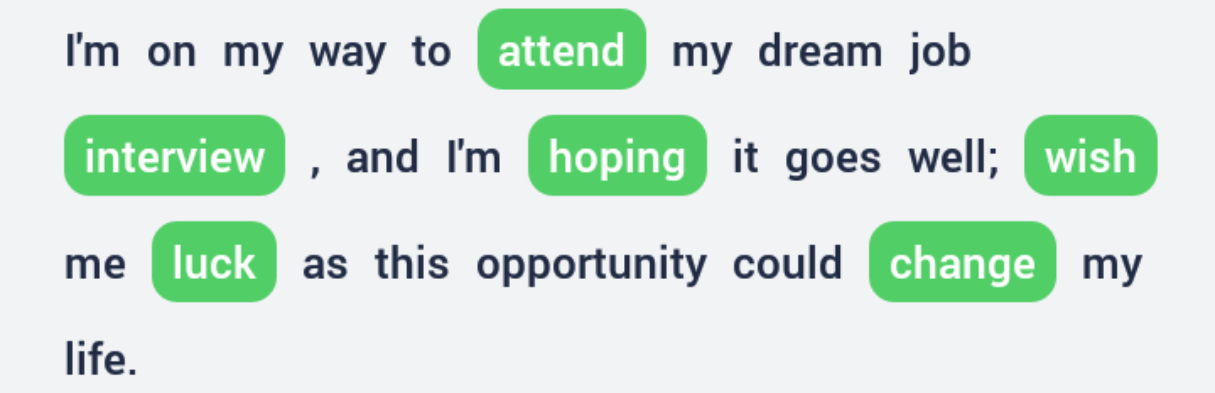 I'm on my way to attend my dream job
interview , and I'm hoping it goes well; wish
me luck as this opportunity could change my
life.